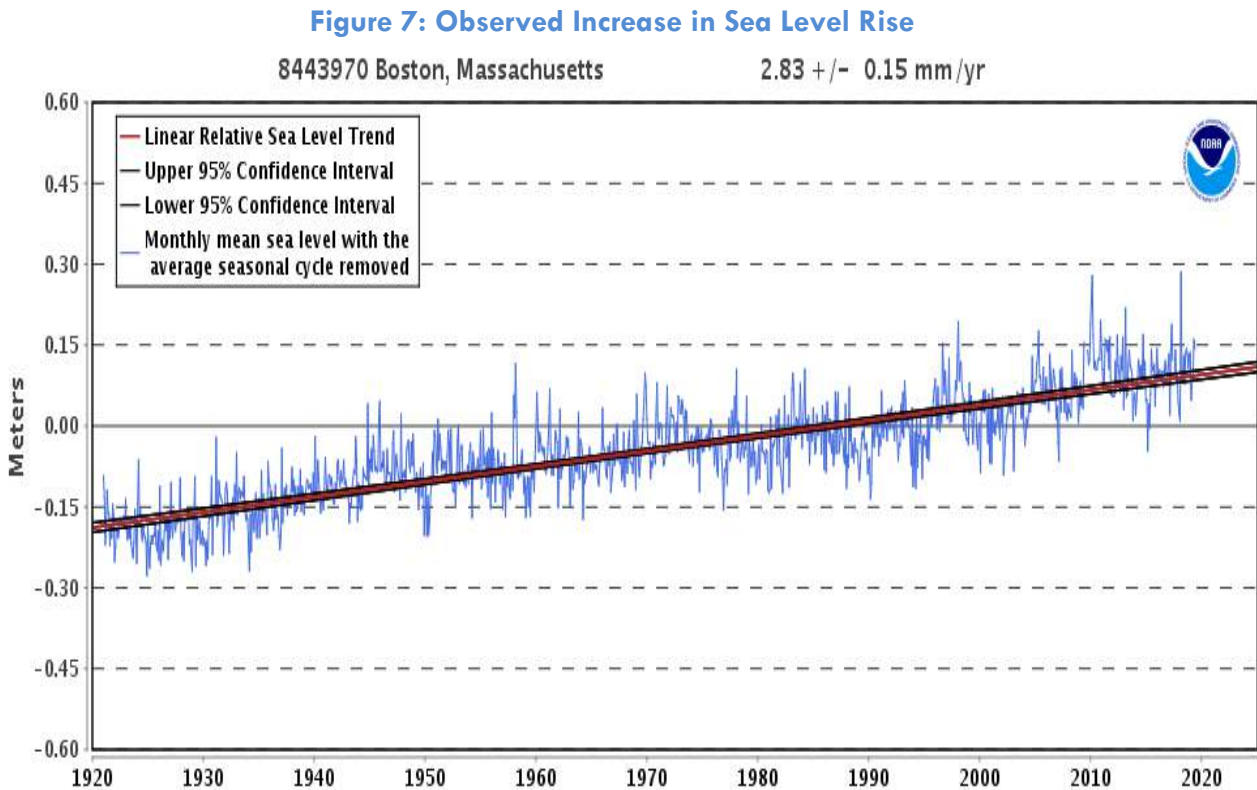 Figure 7: Observed Increase in Sea Level Rise
8443970 Boston, Massachusetts 2.83 +/- 0.15 mm/yr
0.60
0.45
0.30
0.15
0.00
-0.15
-0.30
-0.45
-0.60
Meters
Linear Relative Sea Level Trend
Upper 95% Confidence Interval
Lower 95% Confidence Interval
Monthly mean sea level with the
average seasonal cycle removed
NOAA
1920 1930 1940 1950 1960 1970 1980 1990 2000 2010 2020